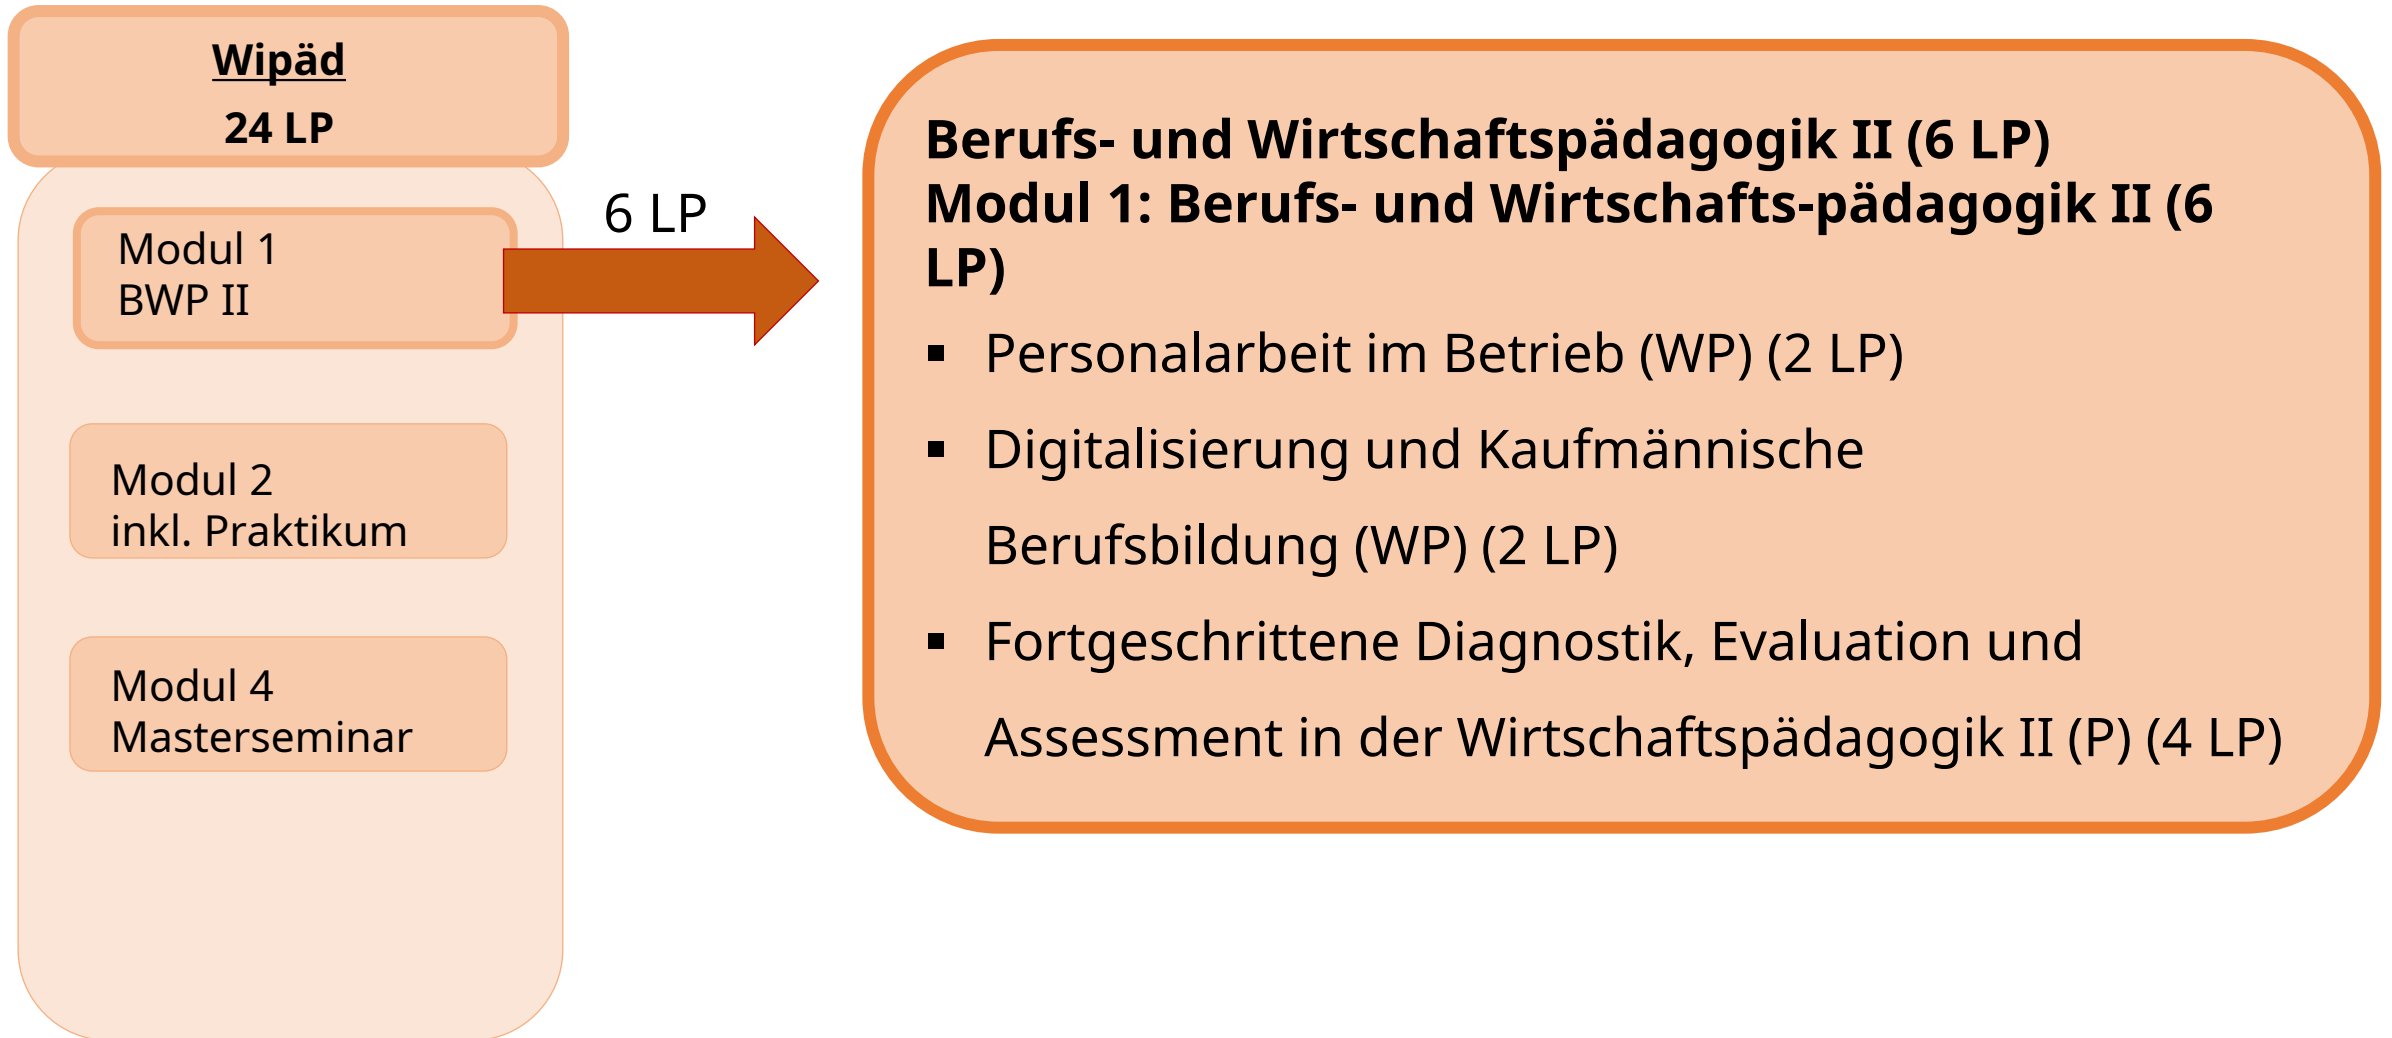 Wipäd
24 LP
Modul 1
BWP II
Modul 2
inkl. Praktikum
Modul 4
Masterseminar
6 LP
Berufs- und Wirtschaftspädagogik II (6 LP)
Modul 1: Berufs- und Wirtschafts-pädagogik II (6
LP)
▪ Personalarbeit im Betrieb (WP) (2 LP)
▪ Digitalisierung und Kaufmännische
Berufsbildung (WP) (2 LP)
▪ Fortgeschrittene Diagnostik, Evaluation und
Assessment in der Wirtschaftspädagogik II (P) (4 LP)